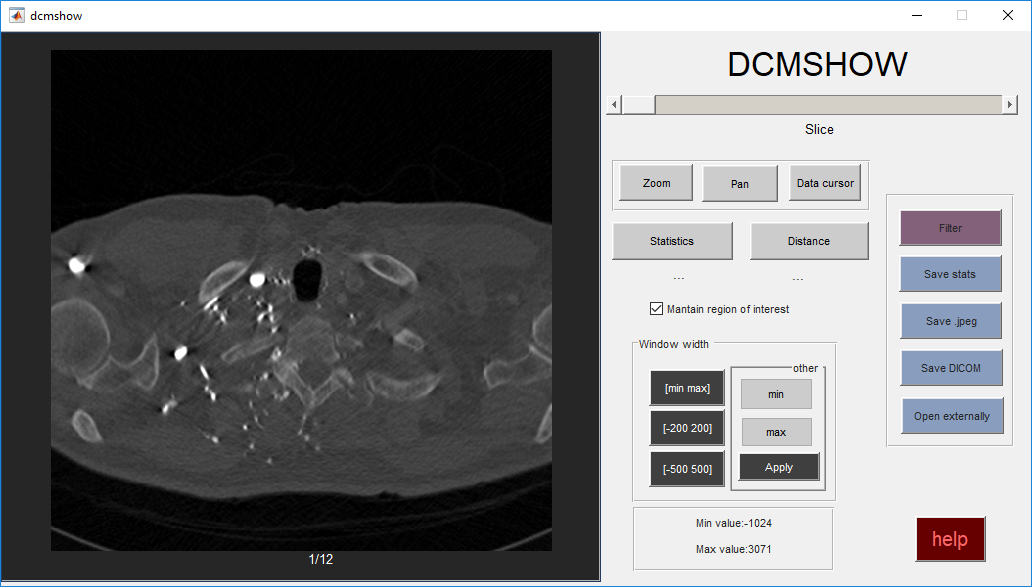 dcmshow
DCMSHOW
Slice
Zoom
Pan
Data cursor
Statistics
Distance
...
...
Mantain region of interest
Window width
[min max]
[-200 200]
[-500 500]
other
min
max
Apply
Min value:-1024
Max value:3071
Filter
Save stats
Save .jpeg
Save DICOM
Open externally
help
1/12